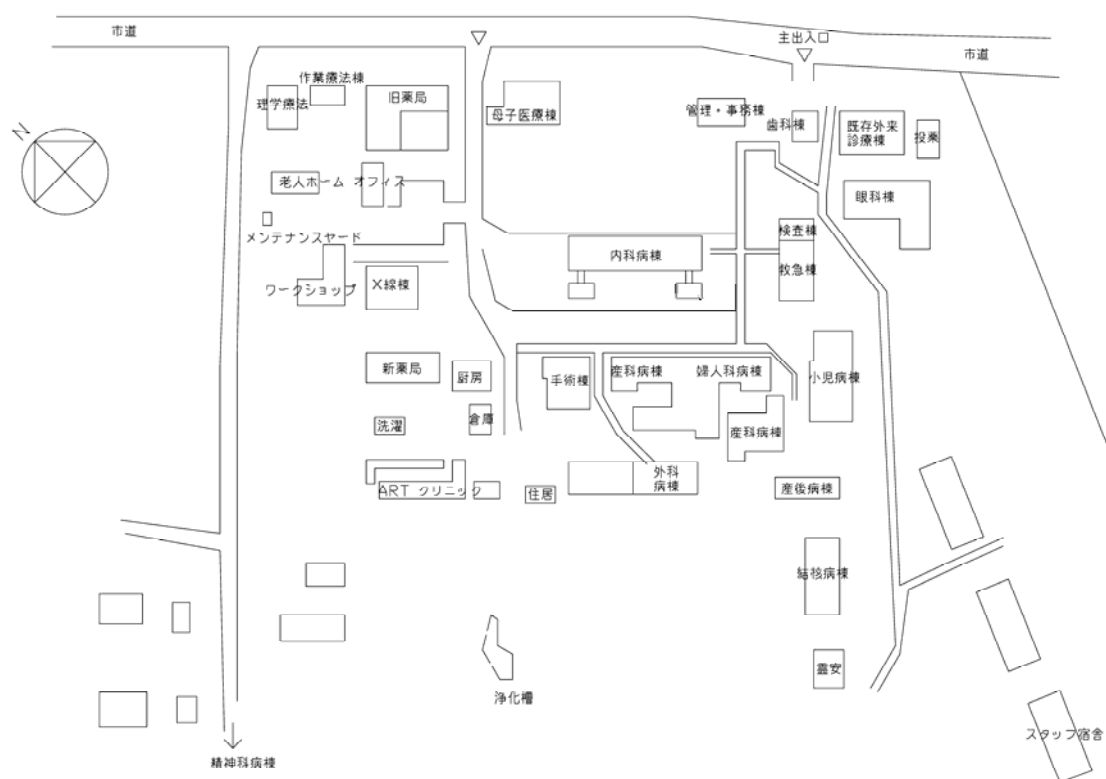 市道
主出入口
市道
N
作業療法棟
理学療法
旧薬局
母子医療棟
管理・事務棟
歯科棟
既存外来
診療棟
投薬
老人ホーム
オフィス
眼科棟
メンテナンスヤード
検査棟
内科病棟
救急棟
ワークショップ
X線棟
新薬局
厨房
手術棟
産科病棟
婦人科病棟
小児病棟
洗濯
倉庫
産科病棟
外科
病棟
ART クリニック
住居
産後病棟
結核病棟
霊安
浄化槽
スタッフ宿舎
精神科病棟